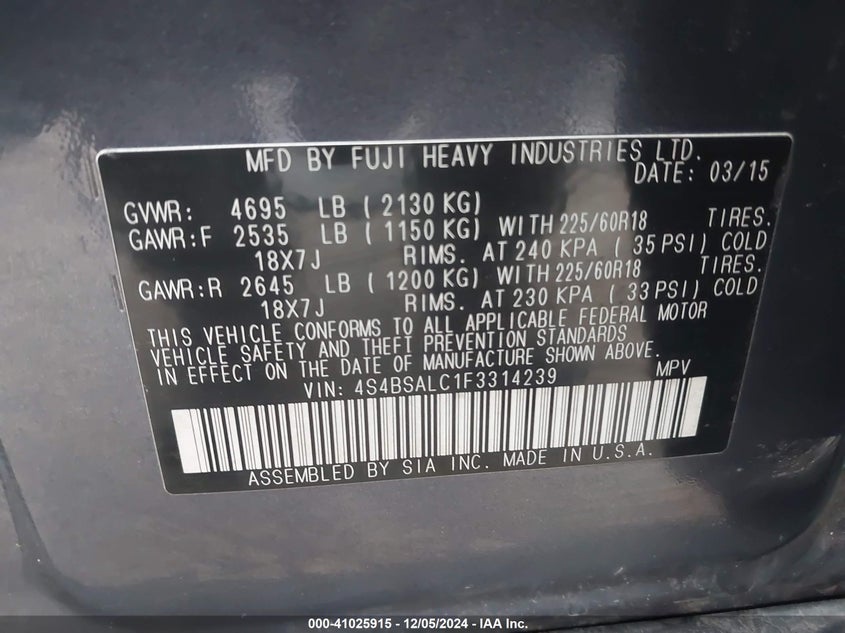 MFD BY FUJI HEAVY INDUSTRIES LTD.
DATE: 03/15
GVWR: 4695 LB ( 2130 KG)
GAWR:F 2535 LB ( 1150 KG) WITH 225/60R18 TIRES.
18X7J RIMS. AT 240 KPA ( 35 PSI) COLD
GAWR:R 2645 LB ( 1200 KG) WITH 225/60R18 TIRES.
18X7J RIMS. AT 230 KPA ( 33 PSI) COLD
THIS VEHICLE CONFORMS TO ALL APPLICABLE FEDERAL MOTOR
VEHICLE SAFETY AND THEFT PREVENTION STANDARDS
IN EFFECT ON THE DATE OF MANUFACTURE SHOWN ABOVE.
VIN: 4S4BSALC1F3314239 MPV
ASSEMBLED BY SIA INC. MADE IN U.S.A.
000-41025915 - 12/05/2024 - IAA Inc.